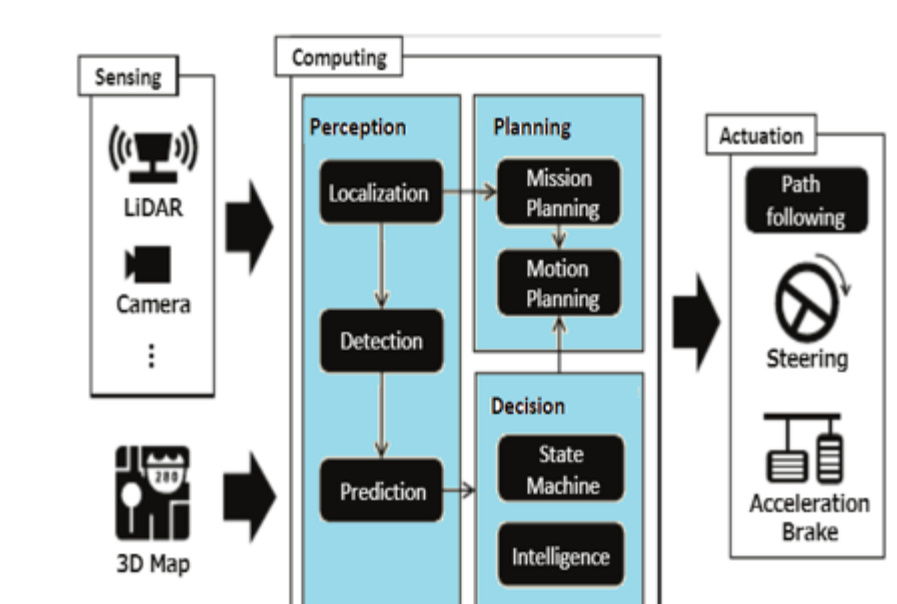 Sensing
LiDAR
Camera
280
3D Map
Computing
Perception
Localization
Detection
Prediction
Planning
Mission
Planning
Motion
Planning
Decision
State
Machine
Intelligence
Actuation
Path
following
Steering
Acceleration
Brake